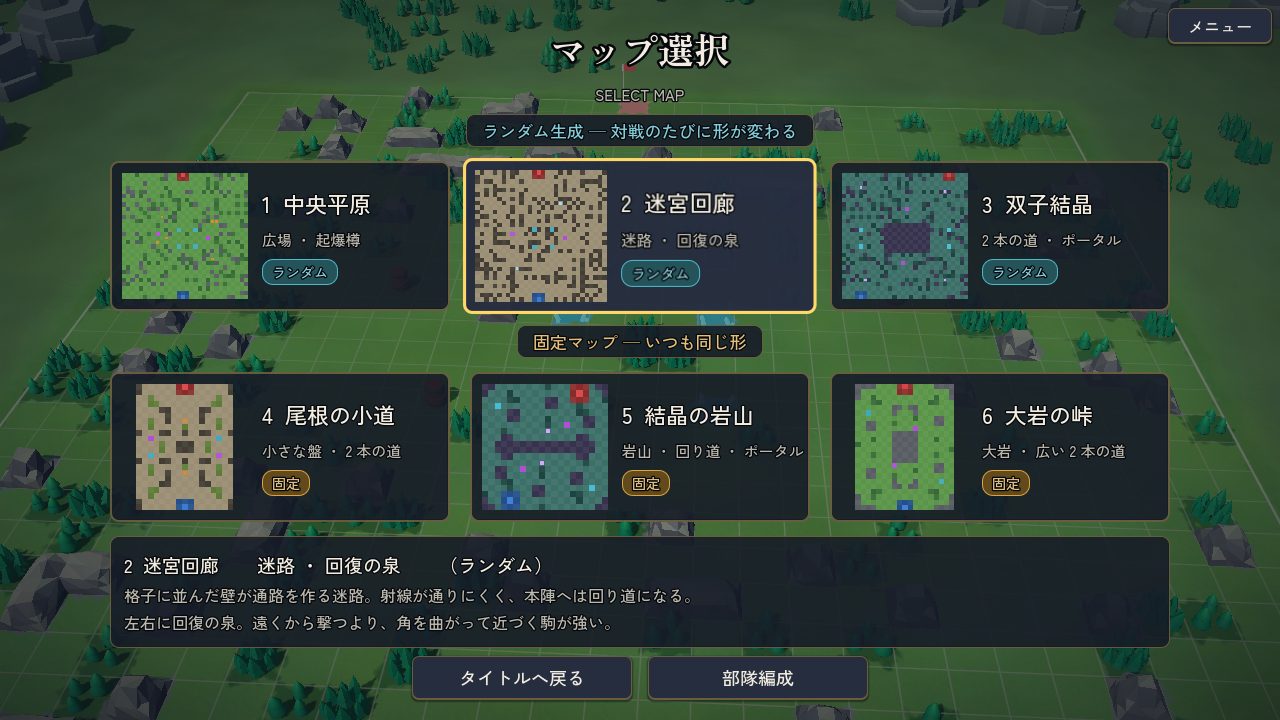 メニュー
マップ選択
SELECT MAP
ランダム生成 ― 対戦のたびに形が変わる
1 中央平原
広場 ・ 起爆樽
ランダム
2 迷宮回廊
迷路 ・ 回復の泉
ランダム
3 双子結晶
2 本の道 ・ ポータル
ランダム
固定マップ ― いつも同じ形
4 尾根の小道
小さな盤 ・ 2 本の道
固定
5 結晶の岩山
岩山 ・ 回り道 ・ ポータル
固定
6 大岩の峠
大岩 ・ 広い 2 本の道
固定
2 迷宮回廊 迷路 ・ 回復の泉 （ランダム）
格子に並んだ壁が通路を作る迷路。射線が通りにくく、本陣へは回り道になる。
左右に回復の泉。遠くから撃つより、角を曲がって近づく駒が強い。
タイトルへ戻る
部隊編成